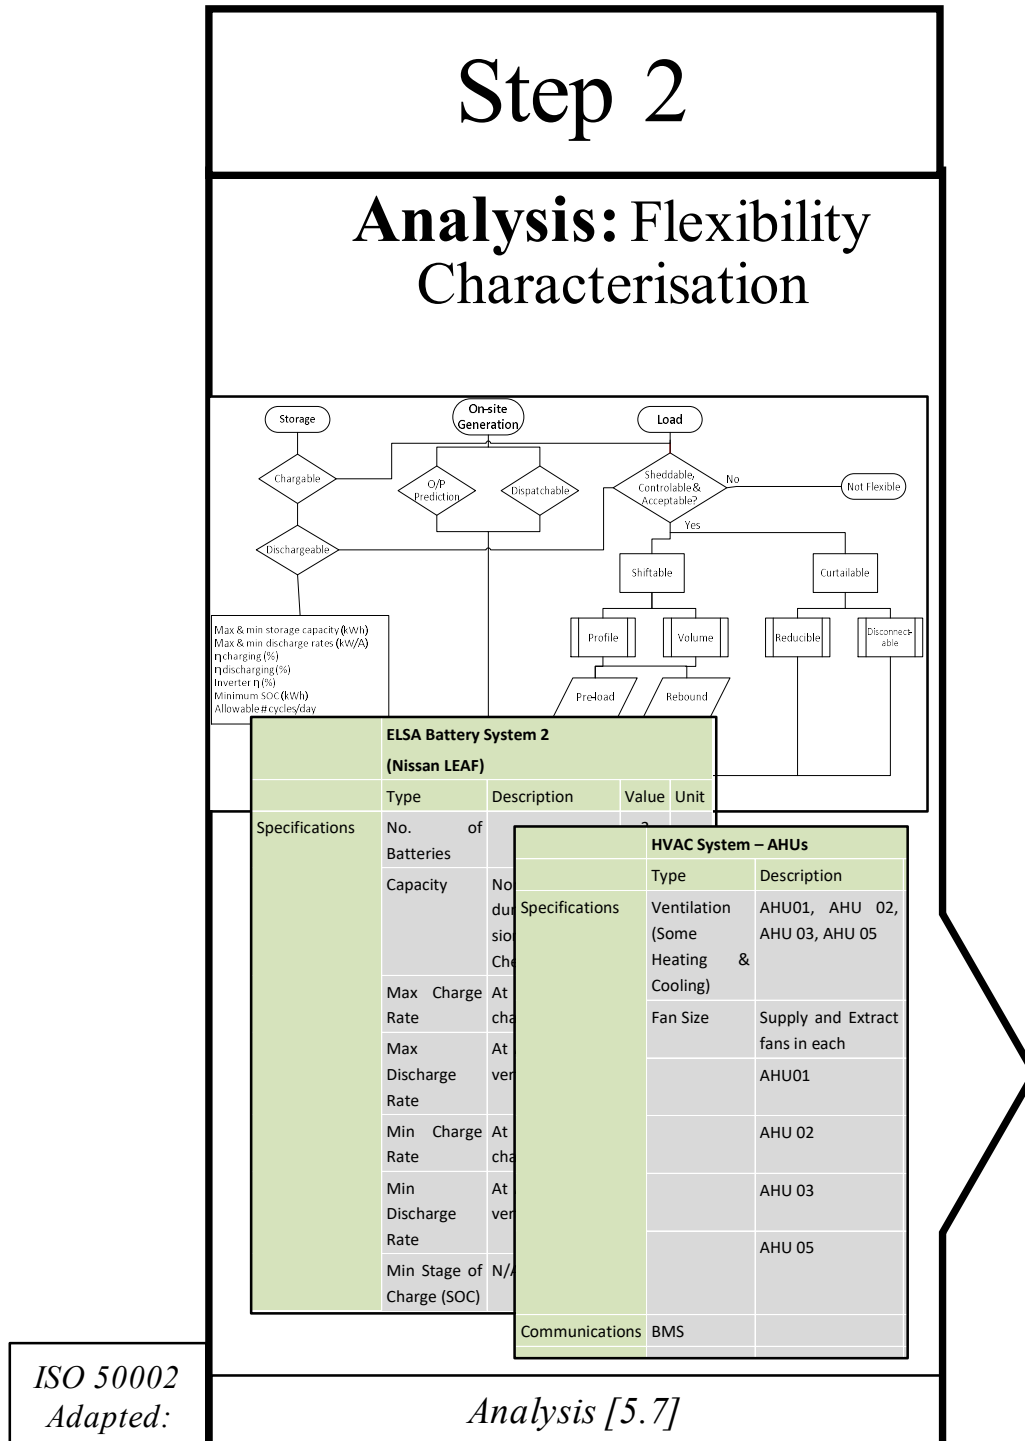 Step 2
Analysis: Flexibility
Characterisation
Storage
On-site
Generation
Load
Chargable
O/P
Prediction
Dispatchable
Sheddable,
Controlable &
Acceptable?
No
Not Flexible
Yes
Dischargeable
Shiftable
Curtailable
Profile
Volume
Reducible
Disconnect-
able
Pre-load
Rebound
Max & min storage capacity (kWh)
Max & min discharge rates (kW/A)
η charging (%)
η discharging (%)
Inverter η (%)
Minimum SOC (kWh)
Allowable # cycles/day
ELSA Battery System 2
(Nissan LEAF)
Type Description Value Unit
Specifications
No. of
Batteries
Capacity
Max Charge
Rate
At
Max
Discharge
Rate
At
Min Charge
Rate
At
Min
Discharge
Rate
At
Min Stage of
Charge (SOC)
HVAC System – AHUs
Type Description
Specifications
Ventilation
(Some
Heating &
Cooling)
AHU01, AHU 02,
AHU 03, AHU 05
Fan Size
Supply and Extract
fans in each
AHU01
AHU 02
AHU 03
AHU 05
Communications BMS
ISO 50002
Adapted:
Analysis [5.7]